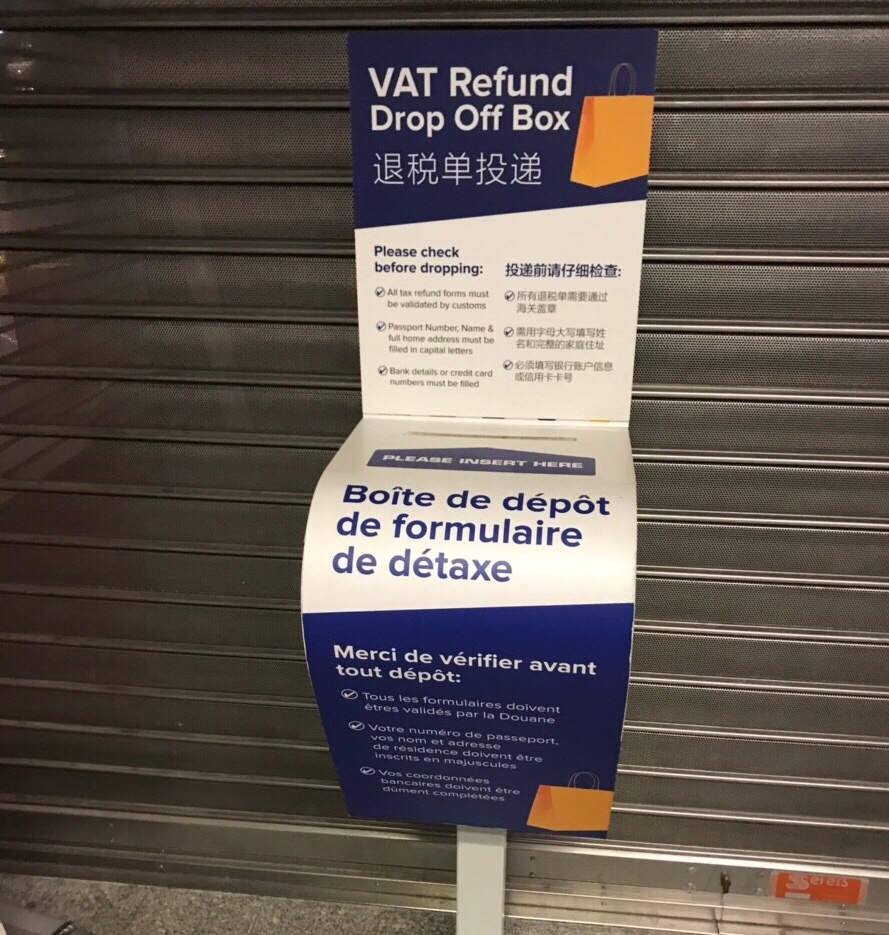 VAT Refund
Drop Off Box
退税单投递
Please check
before dropping:
All tax refund forms must
be validated by customs
Passport Number, Name &
full home address must be
filled in capital letters
Bank details or credit card
numbers must be filled
投递前请仔细检查:
所有退税单需要通过
海关盖章
需用字母大写填写姓
名和完整的家庭住址
必须填写银行账户信息
或信用卡卡号
PLEASE INSERT HERE
Boîte de dépôt
de formulaire
de détaxe
Merci de vérifier avant
tout dépôt:
Tous les formulaires doivent
êtres validés par la Douane
Votre numéro de passeport,
vos nom et adresse
de résidence doivent être
inscrits en majuscules
Vos coordonnées
bancaires doivent être
dûment complétées